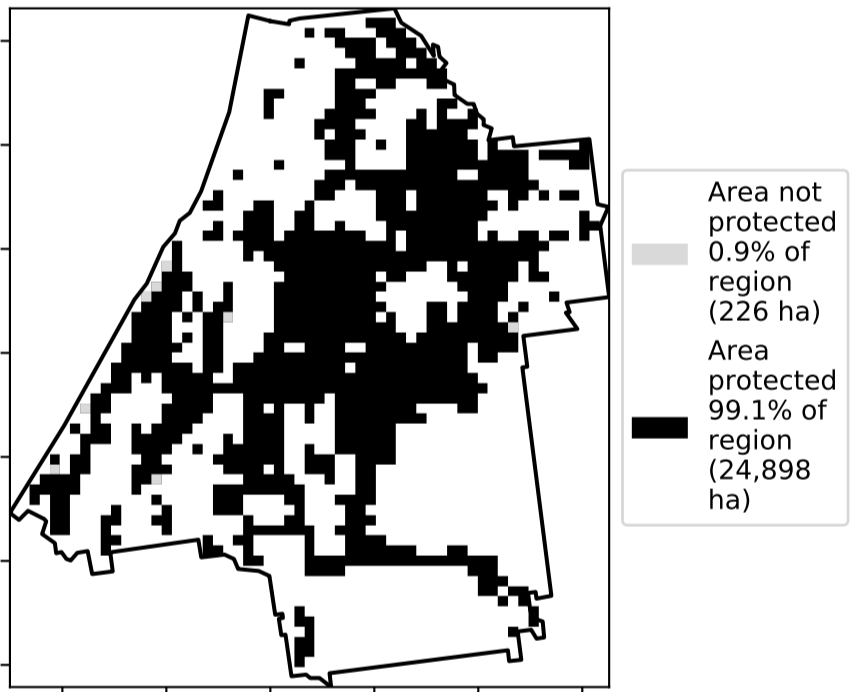 Area not
protected
0.9% of
region
(226 ha)
Area
protected
99.1% of
region
(24,898
ha)